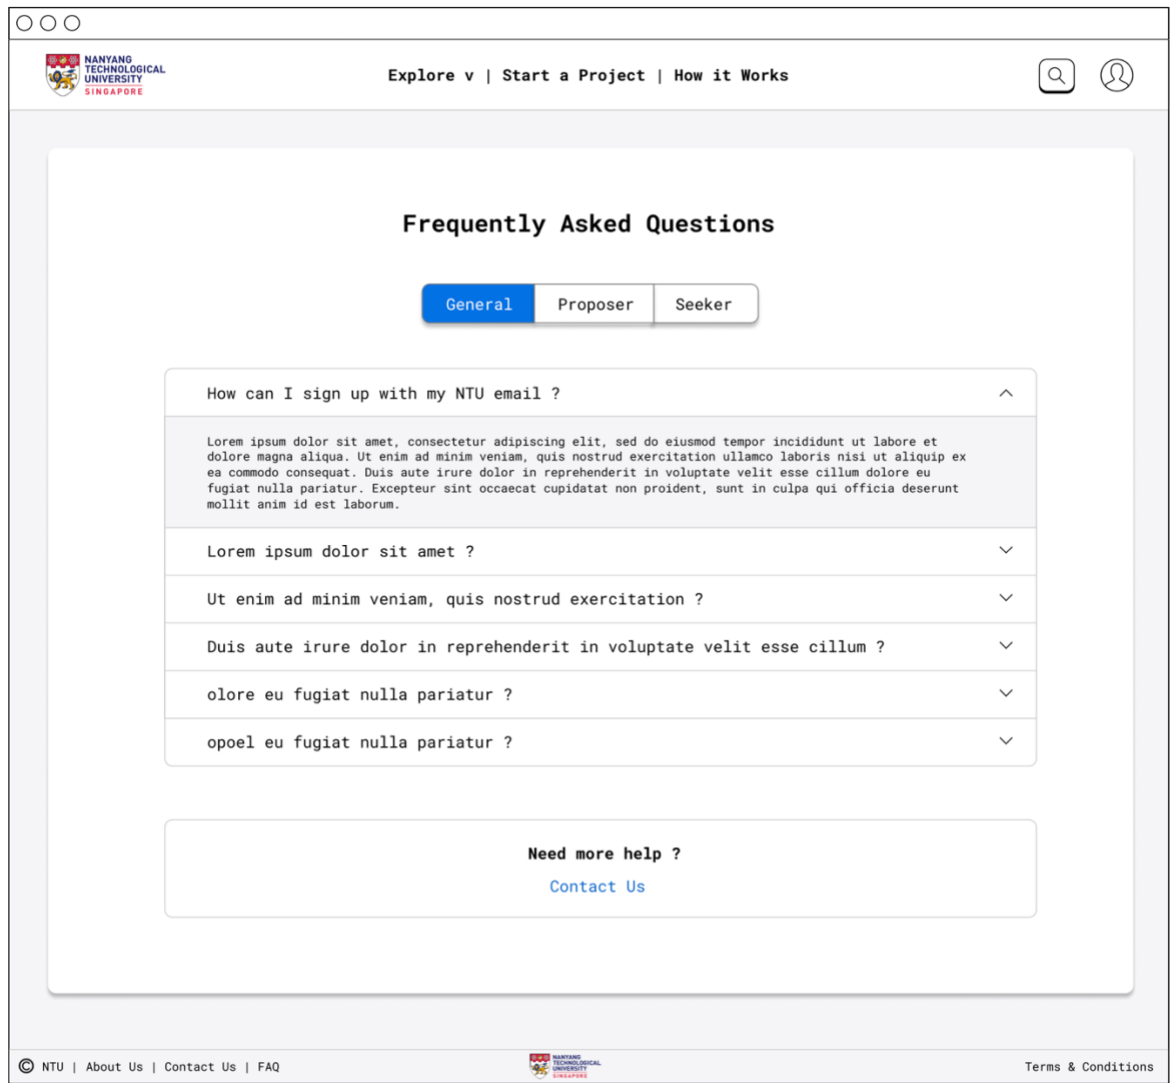 NANYANG
TECHNOLOGICAL
UNIVERSITY
SINGAPORE
Explore v | Start a Project | How it Works
Frequently Asked Questions
General Proposer Seeker
How can I sign up with my NTU email ?
Lorem ipsum dolor sit amet, consectetur adipiscing elit, sed do eiusmod tempor incididunt ut labore et
dolore magna aliqua. Ut enim ad minim veniam, quis nostrud exercitation ullamco laboris nisi ut aliquip ex
ea commodo consequat. Duis aute irure dolor in reprehenderit in voluptate velit esse cillum dolore eu
fugiat nulla pariatur. Excepteur sint occaecat cupidatat non proident, sunt in culpa qui officia deserunt
mollit anim id est laborum.
Lorem ipsum dolor sit amet ?
Ut enim ad minim veniam, quis nostrud exercitation ?
Duis aute irure dolor in reprehenderit in voluptate velit esse cillum ?
olore eu fugiat nulla pariatur ?
opoel eu fugiat nulla pariatur ?
Need more help ?
Contact Us
© NTU | About Us | Contact Us | FAQ
NANYANG
TECHNOLOGICAL
UNIVERSITY
SINGAPORE
Terms & Conditions